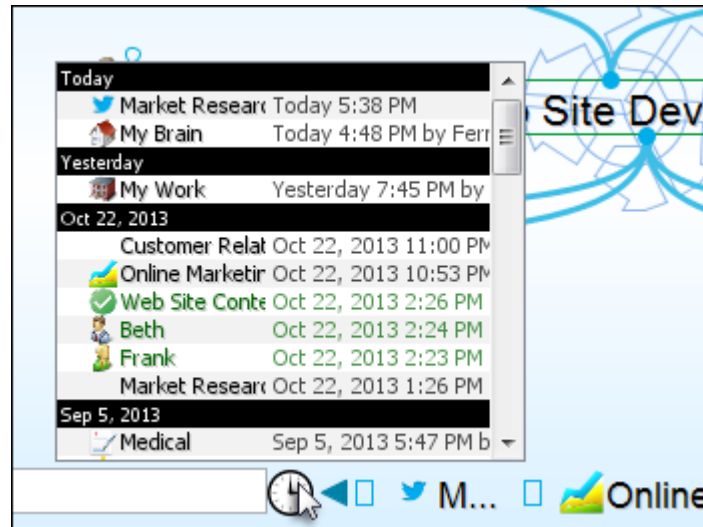 Today
Market Researc Today 5:38 PM
My Brain Today 4:48 PM by Ferr
Site Dev
Yesterday
My Work Yesterday 7:45 PM by
Oct 22, 2013
Customer Relat Oct 22, 2013 11:00 PM
Online Marketin Oct 22, 2013 10:53 PM
Web Site Conte Oct 22, 2013 2:26 PM
Beth Oct 22, 2013 2:24 PM
Frank Oct 22, 2013 2:23 PM
Market Researc Oct 22, 2013 1:26 PM
Sep 5, 2013
Medical Sep 5, 2013 5:47 PM b
M... Online